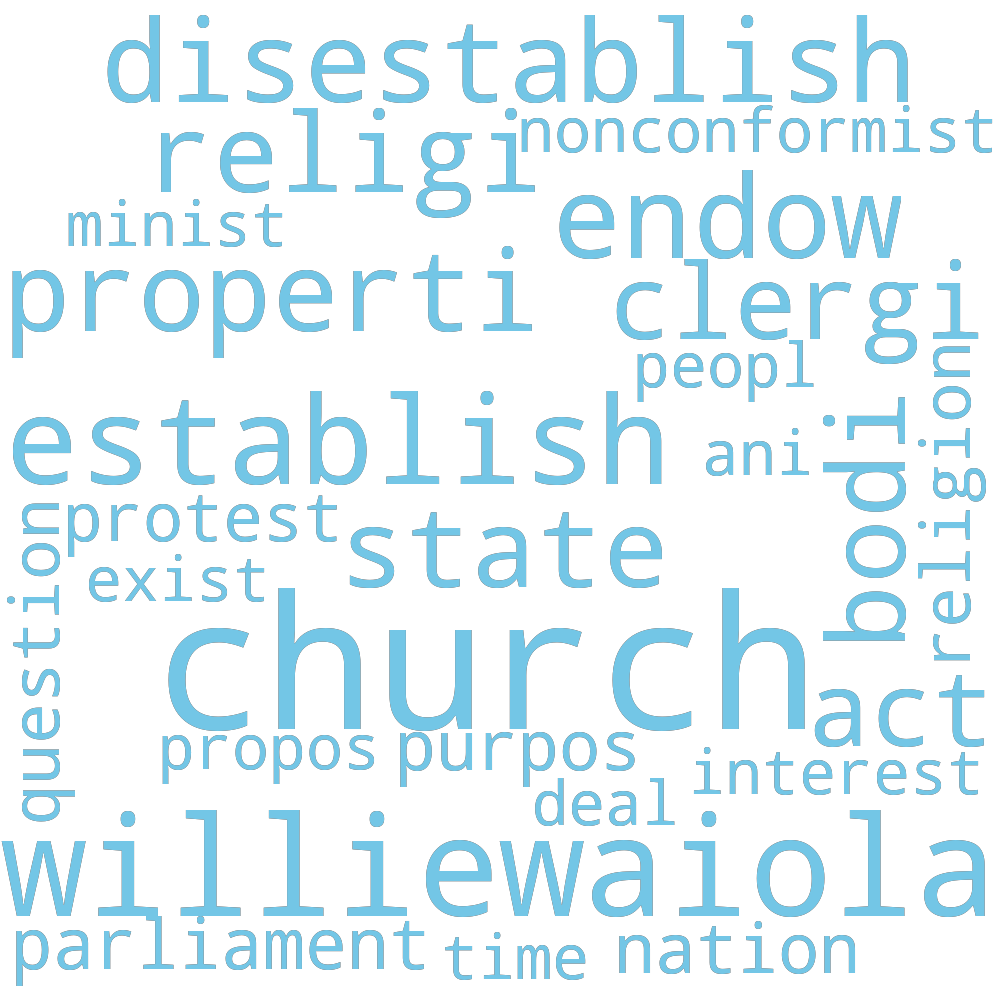 disestablish
religi
nonconformist
minist
endow
properti
clergi
peopl
religion
establish
bodi
ani
question
protest
state
exist
church
act
propos
purpos
interest
deal
williewaiola
parliament
time
nation